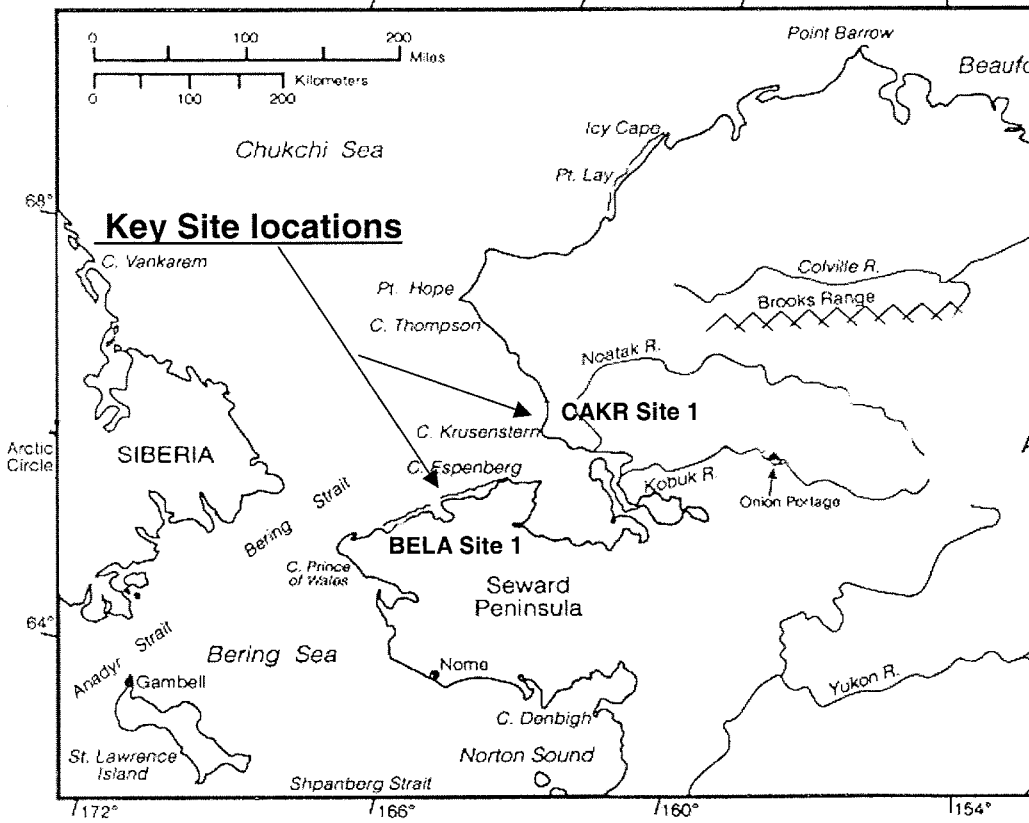 Point Barrow
0 100 200
Miles
Kilometers
0 100 200
Beaufo
Icy Cape
Chukchi Sea
Pt. Lay
68°
Key Site locations
C. Vankarem
Colville R.
Pt. Hope
Brooks Range
C. Thompson
Noatak R.
CAKR Site 1
C. Krusenstern
Arctic
Circle
SIBERIA
C. Espenberg
Kobuk R.
Onion Portage
Bering Strait
BELA Site 1
C. Prince
of Wales
Seward
Peninsula
64°
Anadyr Strait
Bering Sea
Nome
Gambell
Yukon R.
C. Denbigh
St. Lawrence
Island
Norton Sound
Shpanberg Strait
172° 166° 160° 154°